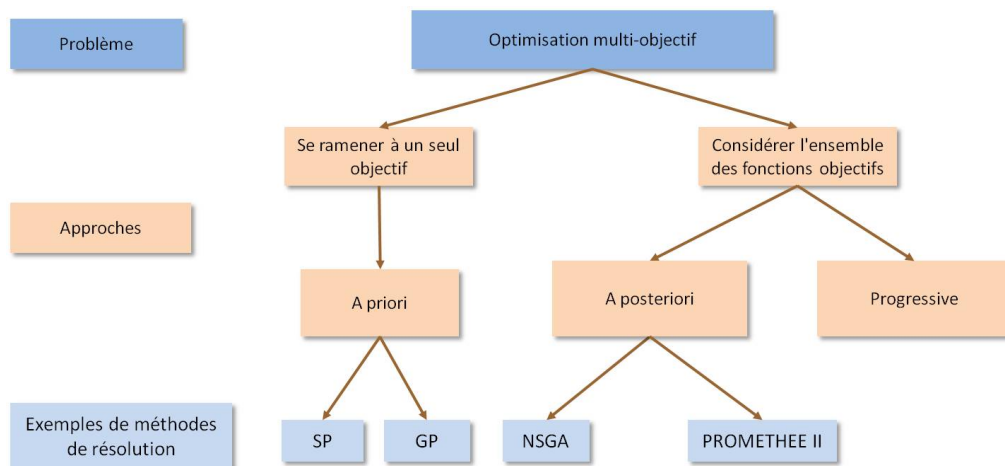 Problème
Optimisation multi-objectif
Se ramener à un seul
objectif
Considérer l'ensemble
des fonctions objectifs
Approches
A priori
A posteriori
Progressive
Exemples de méthodes
de résolution
SP
GP
NSGA
PROMETHEE II